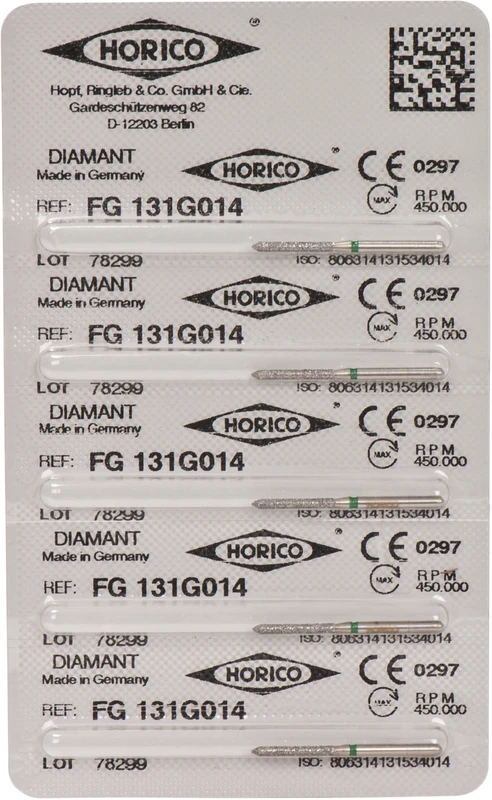 HORICO ®
Hopf, Ringleb & Co. GmbH & Cie.
Gardeschützenweg 82
D-12203 Berlin
DIAMANT HORICO ® CE 0297
Made in Germany
REF: FG 131G014 MAX RPM 450.000
LOT 78299 ISO: 806314131534014
DIAMANT HORICO ® CE 0297
Made in Germany
REF: FG 131G014 MAX RPM 450.000
LOT 78299 ISO: 806314131534014
DIAMANT HORICO ® CE 0297
Made in Germany
REF: FG 131G014 MAX RPM 450.000
LOT 78299 ISO: 806314131534014
DIAMANT HORICO ® CE 0297
Made in Germany
REF: FG 131G014 MAX RPM 450.000
LOT 78299 ISO: 806314131534014
DIAMANT HORICO ® CE 0297
Made in Germany
REF: FG 131G014 MAX RPM 450.000
LOT 78299 ISO: 806314131534014